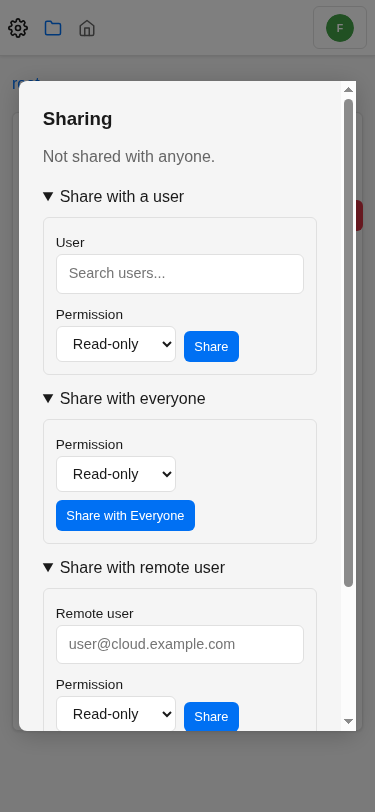 F
Sharing
Not shared with anyone.
Share with a user
User
Search users...
Permission
Read-only
Share
Share with everyone
Permission
Read-only
Share with Everyone
Share with remote user
Remote user
user@cloud.example.com
Permission
Read-only
Share